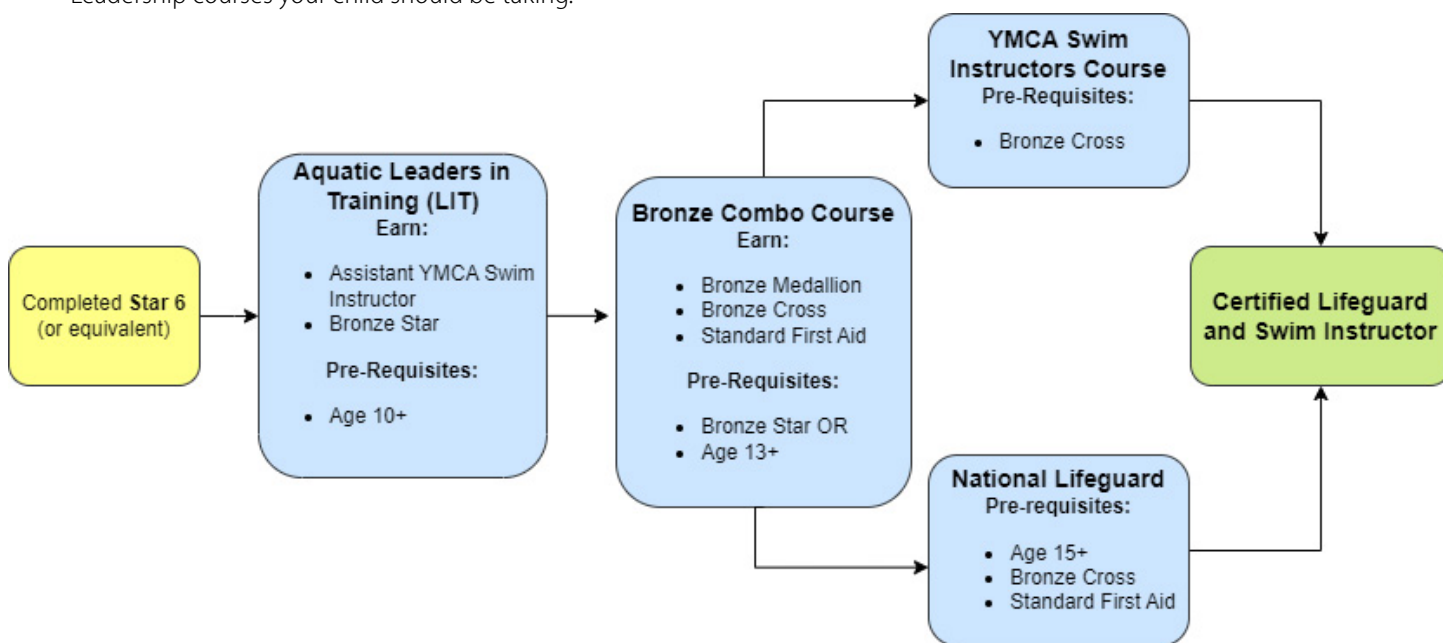 Leadership courses your child should be taking.
Completed Star 6
(or equivalent)
Aquatic Leaders in
Training (LIT)
Earn:
• Assistant YMCA Swim
Instructor
• Bronze Star
Pre-Requisites:
• Age 10+
Bronze Combo Course
Earn:
• Bronze Medallion
• Bronze Cross
• Standard First Aid
Pre-Requisites:
• Bronze Star OR
• Age 13+
YMCA Swim
Instructors Course
Pre-Requisites:
• Bronze Cross
National Lifeguard
Pre-requisites:
• Age 15+
• Bronze Cross
• Standard First Aid
Certified Lifeguard
and Swim Instructor